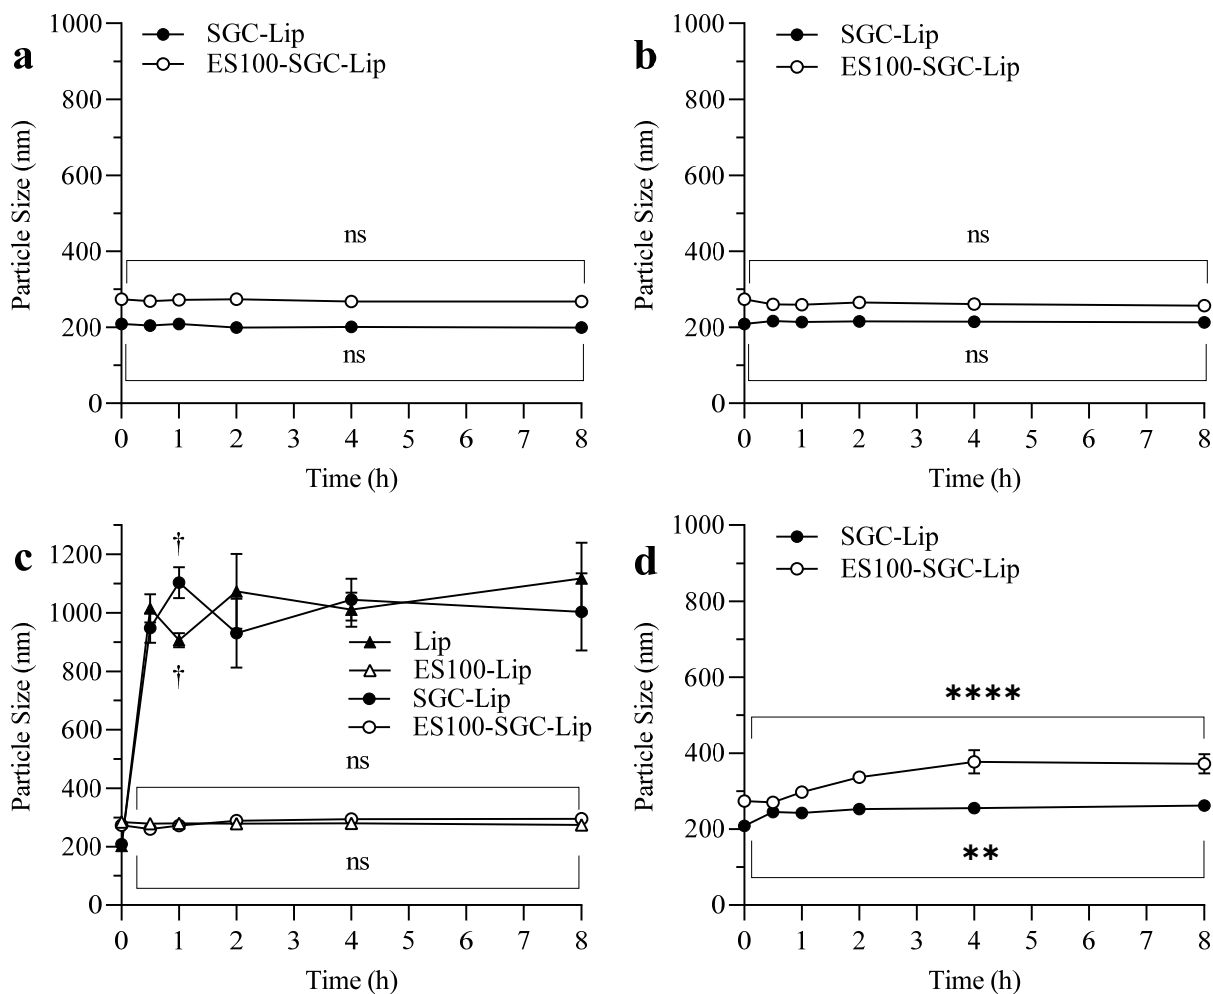 a
SGC-Lip
ES100-SGC-Lip
Particle Size (nm)
1000
800
600
400
200
0
ns
ns
0 1 2 3 4 5 6 7 8
Time (h)
b
SGC-Lip
ES100-SGC-Lip
Particle Size (nm)
1000
800
600
400
200
0
ns
ns
0 1 2 3 4 5 6 7 8
Time (h)
c
Particle Size (nm)
1200
1000
800
600
400
200
0
†
†
Lip
ES100-Lip
SGC-Lip
ES100-SGC-Lip
ns
ns
0 1 2 3 4 5 6 7 8
Time (h)
d
SGC-Lip
ES100-SGC-Lip
Particle Size (nm)
1000
800
600
400
200
0
****
**
0 1 2 3 4 5 6 7 8
Time (h)